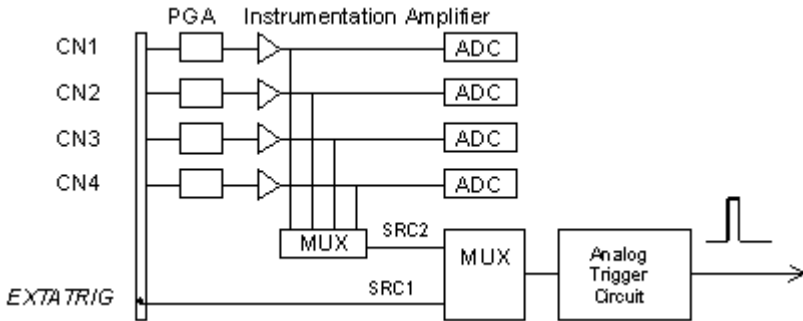 PGA Instrumentation Amplifier
CN1 ADC
CN2 ADC
CN3 ADC
CN4 ADC
MUX SRC2 MUX Analog
Trigger
Circuit
EXTATRIG SRC1